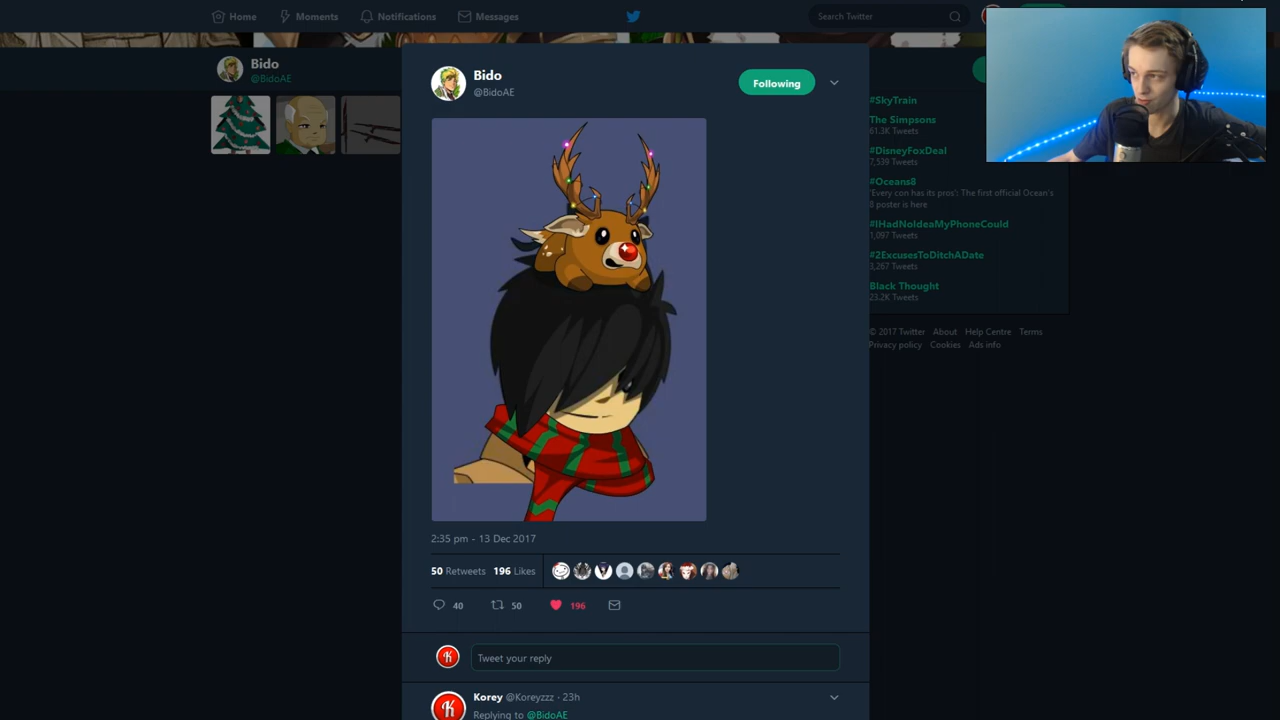 Home
Moments
Notifications
Messages
Search Twitter
Bido
@BidoAE
Bido
@BidoAE
Following
2:35 pm - 13 Dec 2017
50 Retweets 196 Likes
40
50
196
Tweet your reply
Korey @Koreyzzz · 23h
Replying to @BidoAE
#SkyTrain
The Simpsons
61.3K Tweets
#DisneyFoxDeal
7,539 Tweets
#Oceans8
'Every con has its pros': The first official Ocean's
8 poster is here
#IHadNoIdeaMyPhoneCould
1,097 Tweets
#2ExcusesToDitchADate
3,267 Tweets
Black Thought
23.2K Tweets
© 2017 Twitter About Help Centre Terms
Privacy policy Cookies Ads info